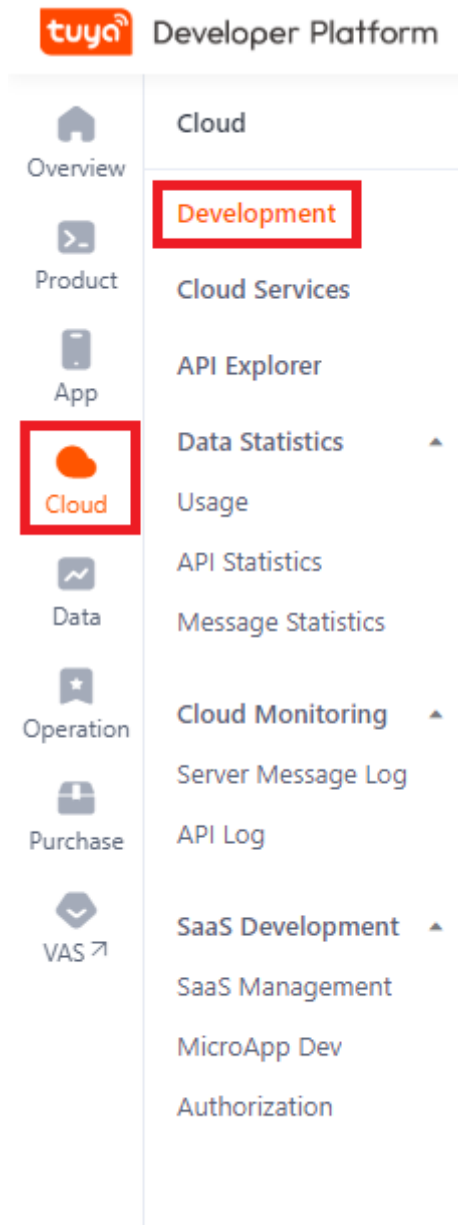 tuya Developer Platform
Overview
Product
App
Cloud
Data
Operation
Purchase
VAS
Cloud
Development
Cloud Services
API Explorer
Data Statistics
Usage
API Statistics
Message Statistics
Cloud Monitoring
Server Message Log
API Log
SaaS Development
SaaS Management
MicroApp Dev
Authorization